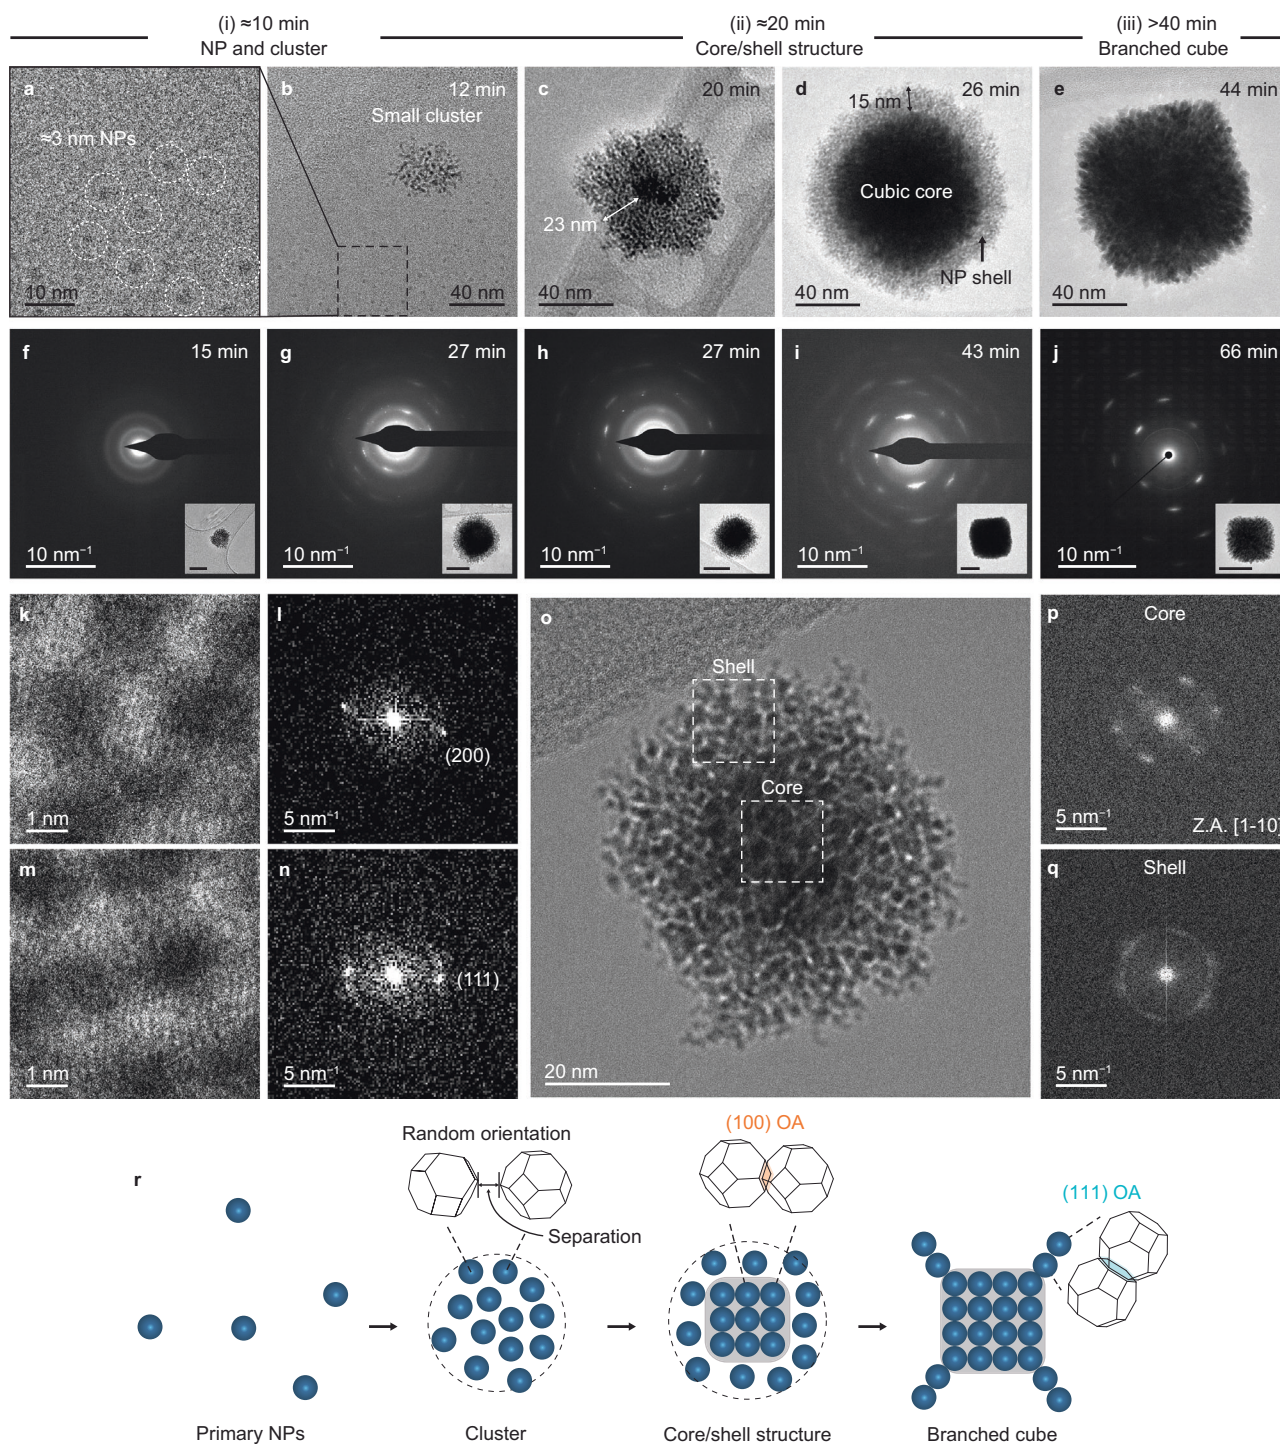 (i) ≈10 min
NP and cluster
(ii) ≈20 min
Core/shell structure
(iii) >40 min
Branched cube
a
≈3 nm NPs
10 nm
b
12 min
Small cluster
40 nm
c
20 min
23 nm
40 nm
d
26 min
15 nm
Cubic core
NP shell
40 nm
e
44 min
40 nm
f
15 min
10 nm⁻¹
g
27 min
10 nm⁻¹
h
27 min
10 nm⁻¹
i
43 min
10 nm⁻¹
j
66 min
10 nm⁻¹
k
1 nm
l
(200)
5 nm⁻¹
m
1 nm
n
(111)
5 nm⁻¹
o
Shell
Core
20 nm
p
Core
5 nm⁻¹
Z.A. [1-10]
q
Shell
5 nm⁻¹
r
Random orientation
Separation
(100) OA
(111) OA
Primary NPs
Cluster
Core/shell structure
Branched cube